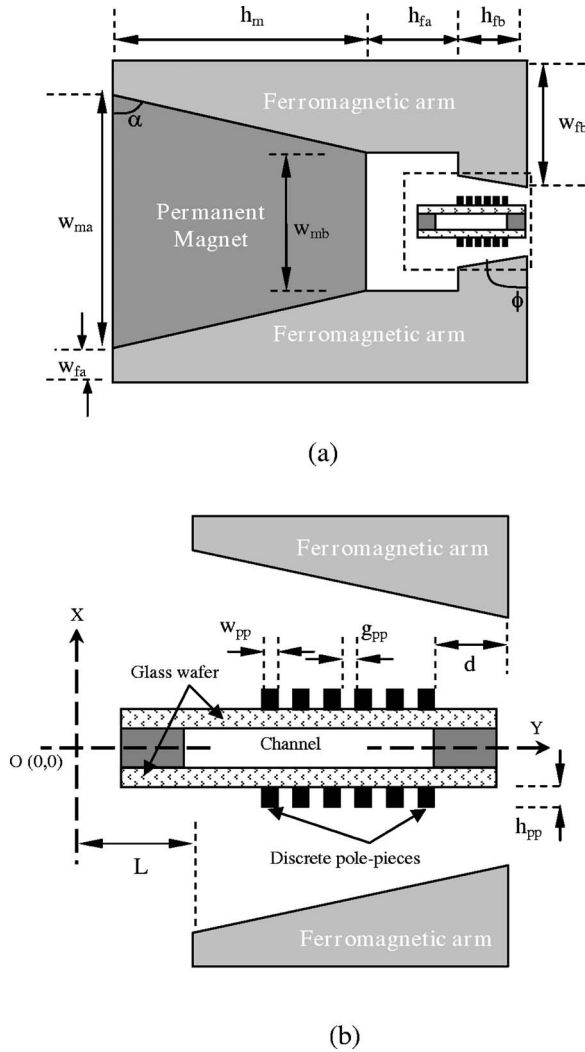 h_m
h_fa
h_fb
Ferromagnetic arm
α
w_fb
w_ma
Permanent
Magnet
w_mb
ϕ
w_fa
Ferromagnetic arm
(a)
Ferromagnetic arm
X
w_pp
g_pp
d
Glass wafer
Channel
Y
O (0,0)
h_pp
L
Discrete pole-pieces
Ferromagnetic arm
(b)